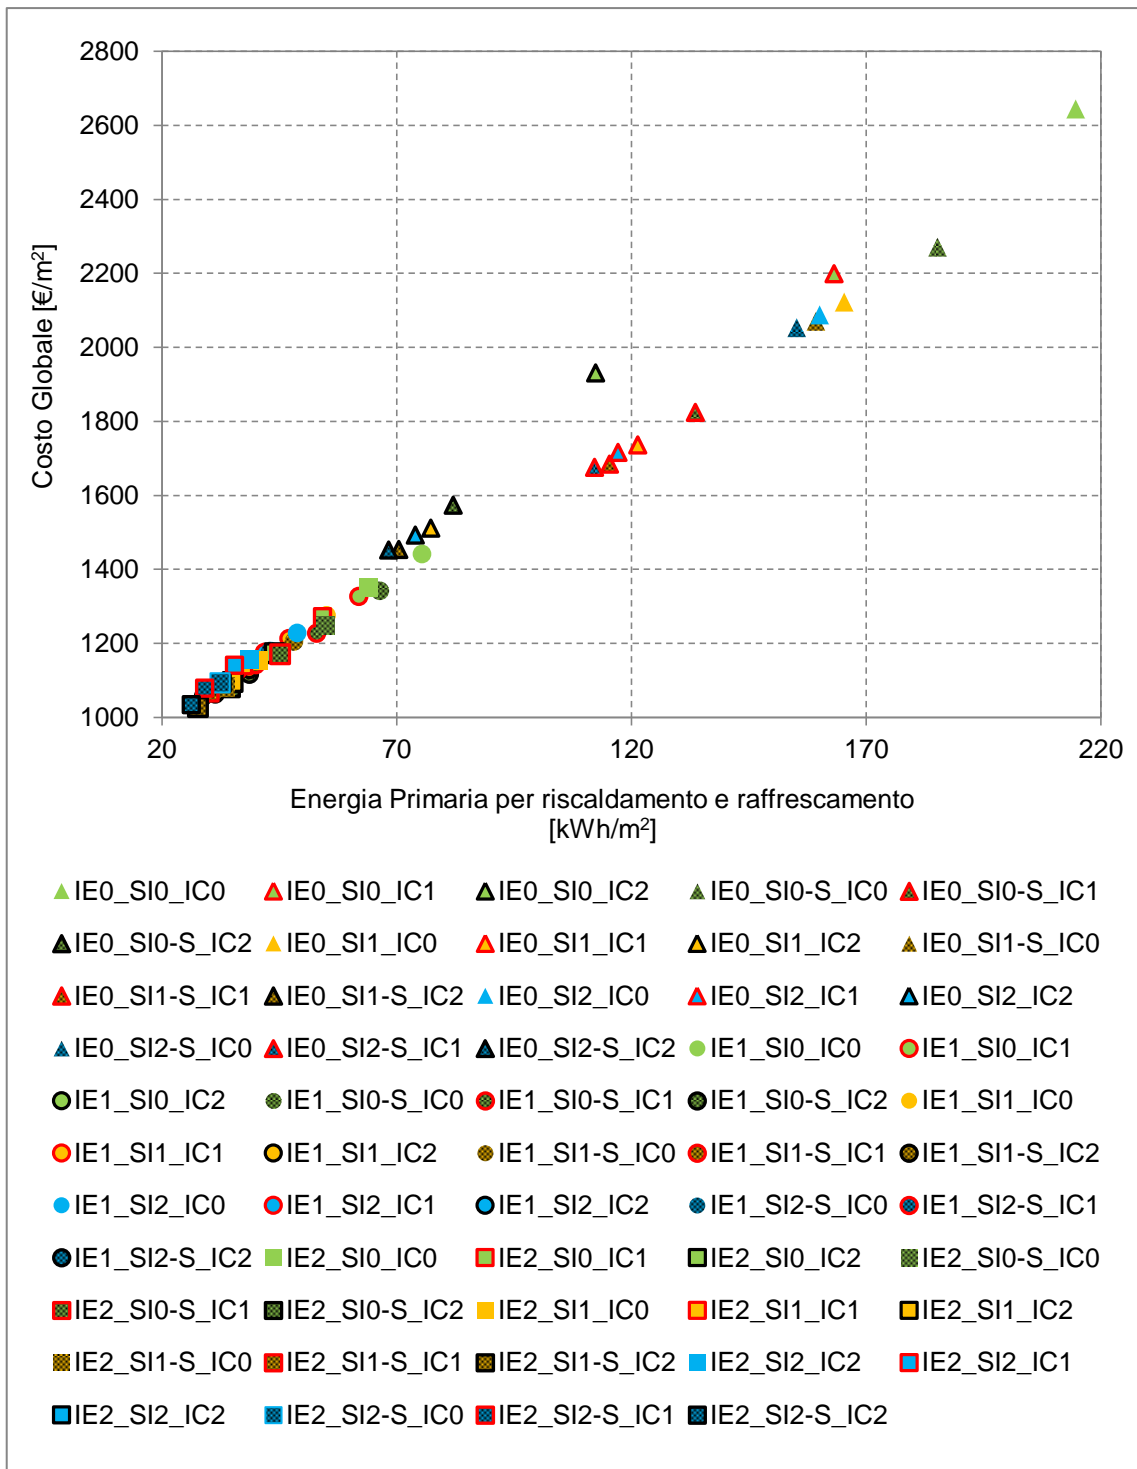 2800
2600
2400
2200
2000
1800
1600
1400
1200
1000
Costo Globale [€/m²]
20 70 120 170 220
Energia Primaria per riscaldamento e raffrescamento
[kWh/m²]
IE0_SI0_IC0 IE0_SI0_IC1 IE0_SI0_IC2 IE0_SI0-S_IC0 IE0_SI0-S_IC1
IE0_SI0-S_IC2 IE0_SI1_IC0 IE0_SI1_IC1 IE0_SI1_IC2 IE0_SI1-S_IC0
IE0_SI1-S_IC1 IE0_SI1-S_IC2 IE0_SI2_IC0 IE0_SI2_IC1 IE0_SI2_IC2
IE0_SI2-S_IC0 IE0_SI2-S_IC1 IE0_SI2-S_IC2 IE1_SI0_IC0 IE1_SI0_IC1
IE1_SI0_IC2 IE1_SI0-S_IC0 IE1_SI0-S_IC1 IE1_SI0-S_IC2 IE1_SI1_IC0
IE1_SI1_IC1 IE1_SI1_IC2 IE1_SI1-S_IC0 IE1_SI1-S_IC1 IE1_SI1-S_IC2
IE1_SI2_IC0 IE1_SI2_IC1 IE1_SI2_IC2 IE1_SI2-S_IC0 IE1_SI2-S_IC1
IE1_SI2-S_IC2 IE2_SI0_IC0 IE2_SI0_IC1 IE2_SI0_IC2 IE2_SI0-S_IC0
IE2_SI0-S_IC1 IE2_SI0-S_IC2 IE2_SI1_IC0 IE2_SI1_IC1 IE2_SI1_IC2
IE2_SI1-S_IC0 IE2_SI1-S_IC1 IE2_SI1-S_IC2 IE2_SI2_IC2 IE2_SI2_IC1
IE2_SI2_IC2 IE2_SI2-S_IC0 IE2_SI2-S_IC1 IE2_SI2-S_IC2